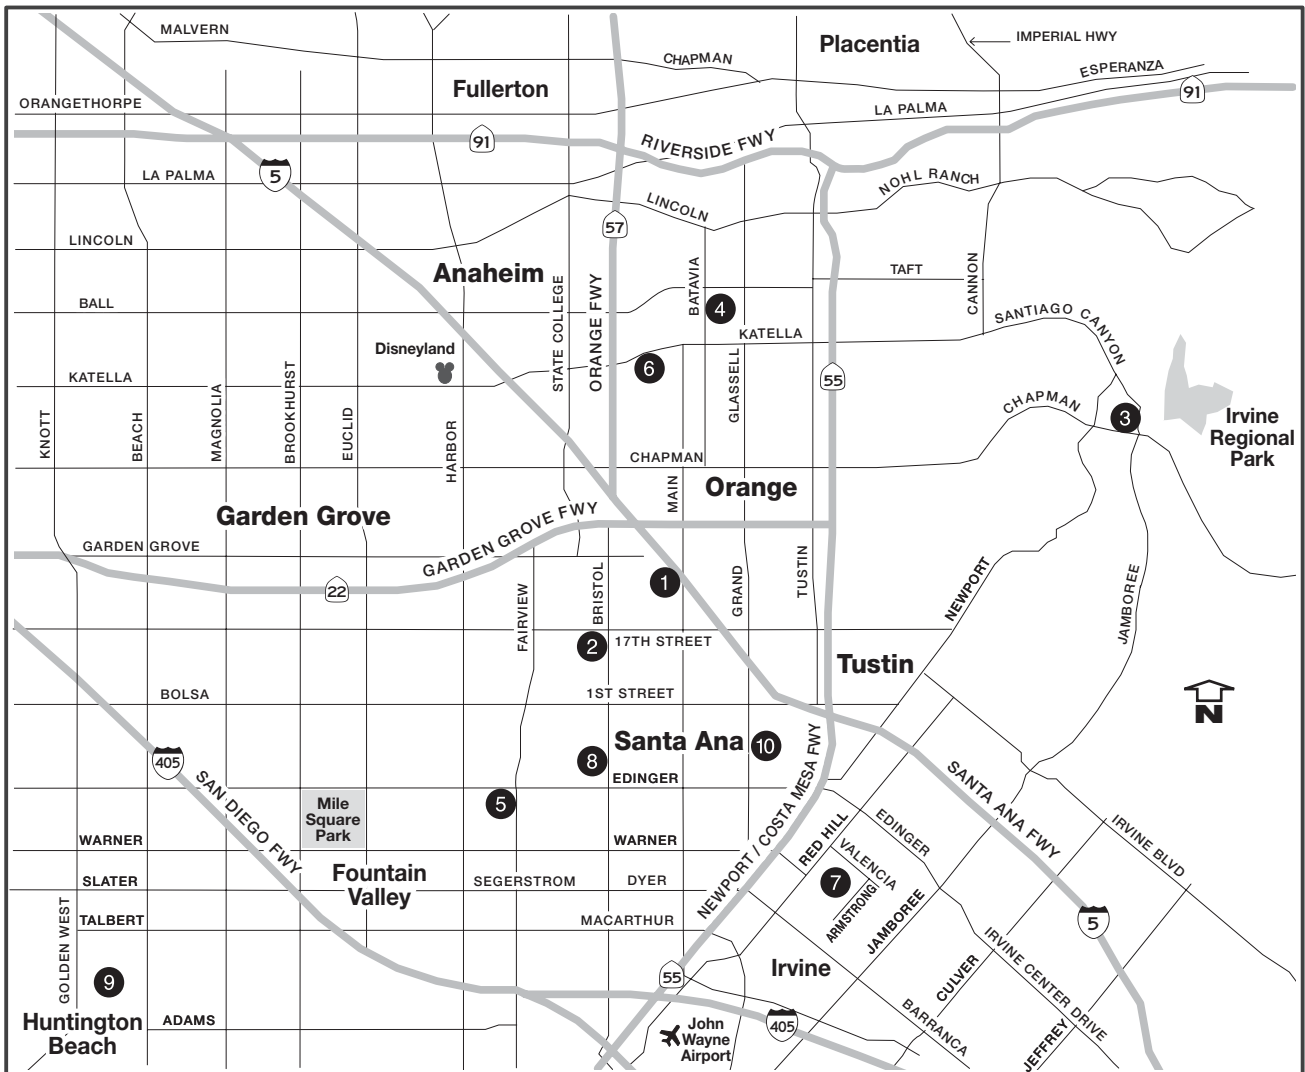 MALVERN
CHAPMAN
Placentia
IMPERIAL HWY
ESPERANZA
Fullerton
91
ORANGETHORPE
LA PALMA
91
RIVERSIDE FWY
5
LA PALMA
NOHL RANCH
LINCOLN
57
LINCOLN
Anaheim
TAFT
CANNON
BATAVIA
STATE COLLEGE
ORANGE FWY
BALL
4
SANTIAGO CANYON
KATELLA
Disneyland
6
GLASSELL
55
KATELLA
KNOTT
BEACH
MAGNOLIA
BROOKHURST
EUCLID
HARBOR
CHAPMAN
3
Irvine
Regional
Park
CHAPMAN
MAIN
Orange
Garden Grove
GARDEN GROVE FWY
GARDEN GROVE
22
FAIRVIEW
BRISTOL
1
GRAND
TUSTIN
NEWPORT
JAMBOREE
2
17TH STREET
Tustin
BOLSA
1ST STREET
N
405
SAN DIEGO FWY
8
Santa Ana
10
EDINGER
NEWPORT / COSTA MESA FWY
SANTA ANA FWY
5
Mile
Square
Park
WARNER
WARNER
RED HILL
EDINGER
IRVINE BLVD
VALENCIA
7
ARMSTRONG
SLATER
Fountain
Valley
SEGERSTROM
DYER
JAMBOREE
5
GOLDEN WEST
TALBERT
MACARTHUR
IRVINE CENTER DRIVE
CULVER
Irvine
9
55
BARRANCA
JEFFREY
Huntington
Beach
ADAMS
John
Wayne
Airport
405